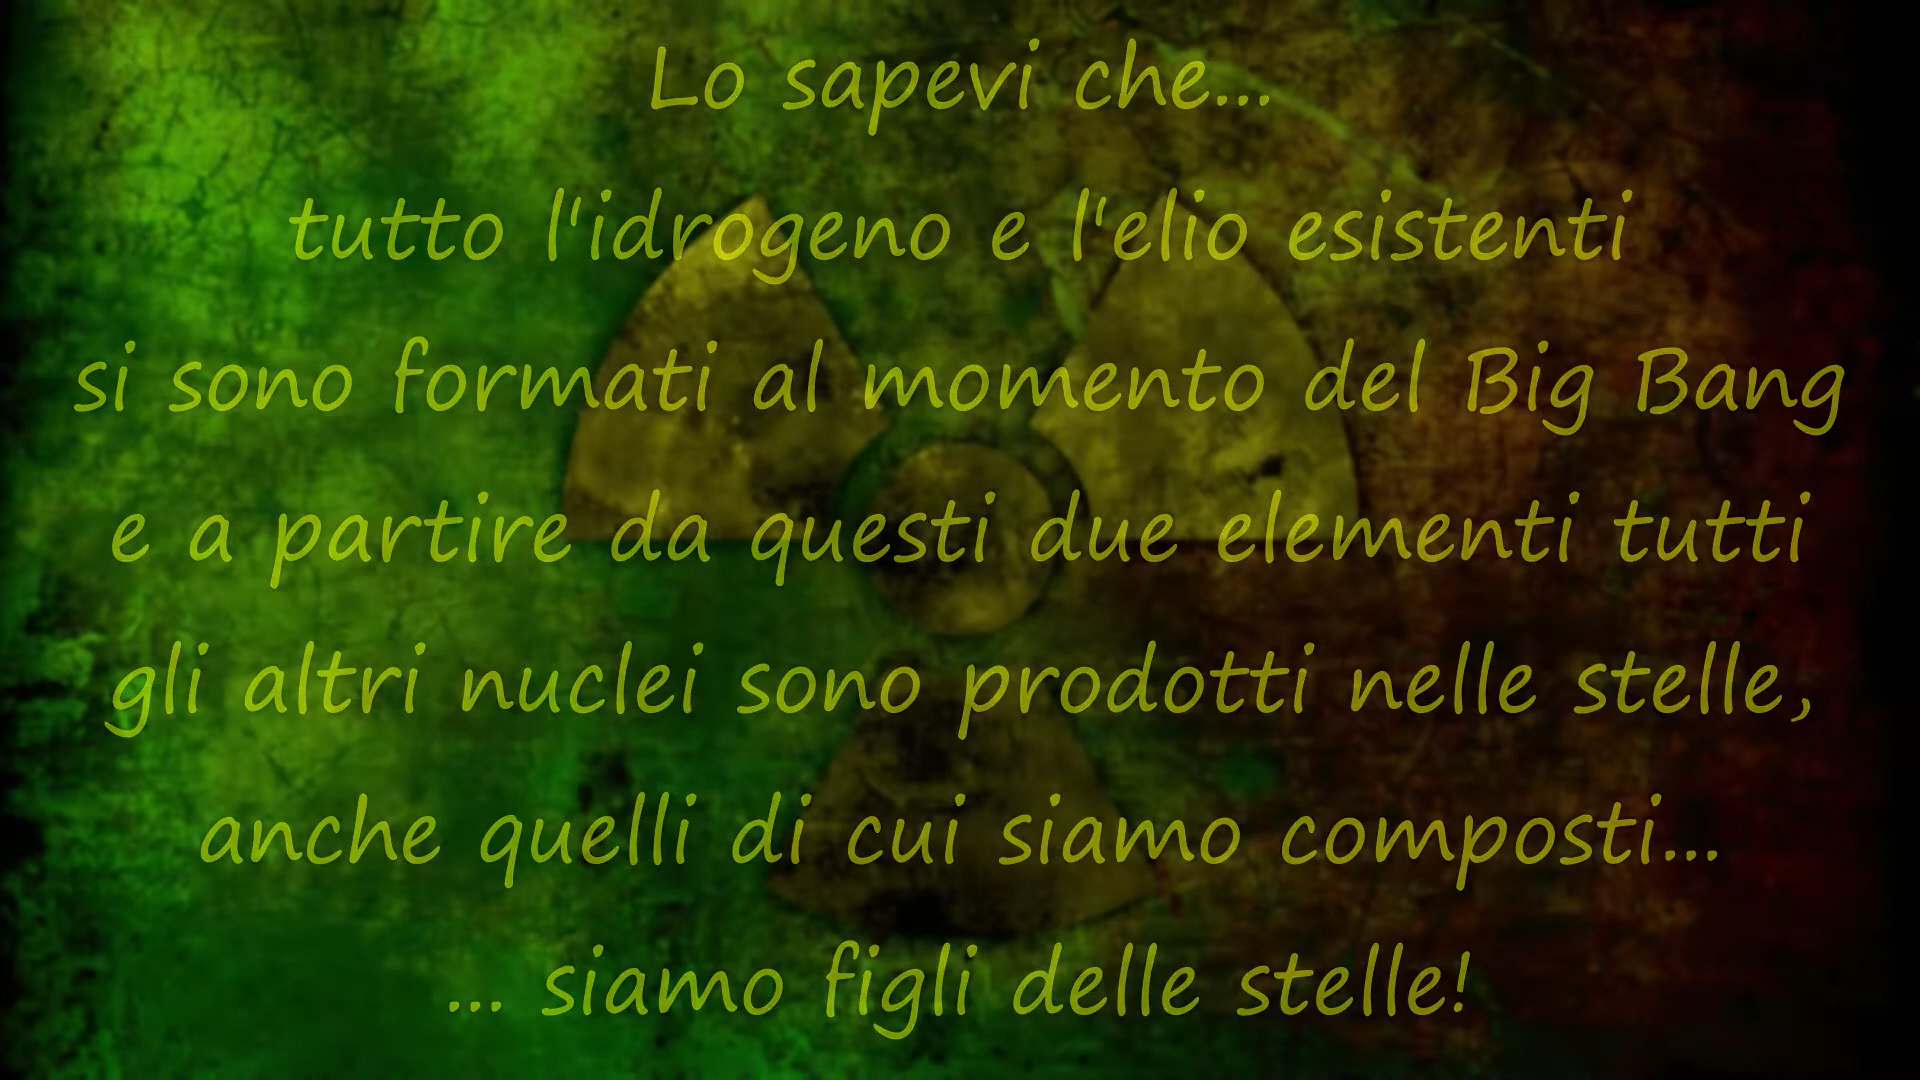 Lo sapevi che...
tutto l'idrogeno e l'elio esistenti
si sono formati al momento del Big Bang
e a partire da questi due elementi tutti
gli altri nuclei sono prodotti nelle stelle,
anche quelli di cui siamo composti...
... siamo figli delle stelle!